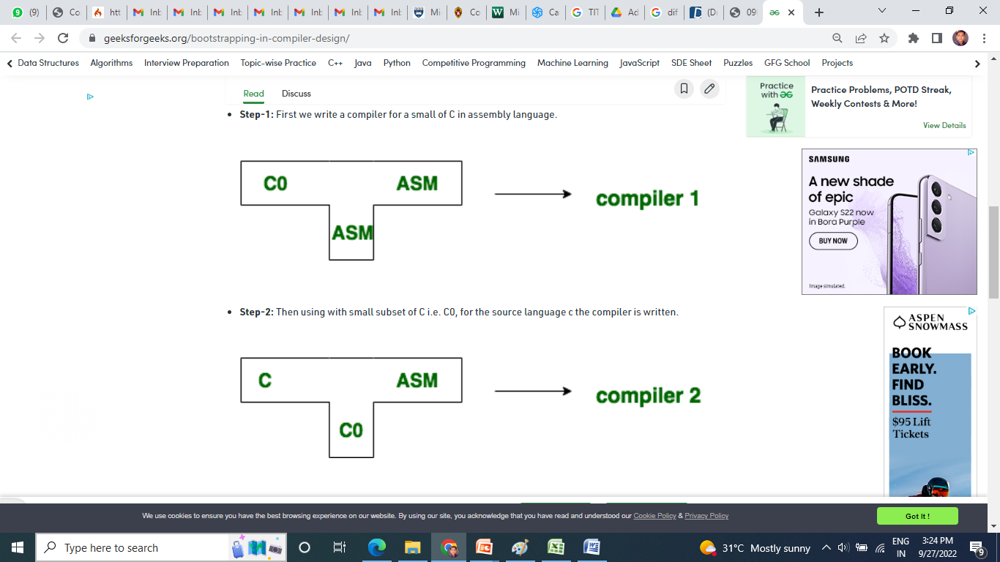 (9)
Co
htt
Inb
Inb
Inb
Inb
Inb
Inb
Inb
Mi
Co
Mi
Ca
TIT
Ad
dif
(D
09
geeksforgeeks.org/bootstrapping-in-compiler-design/
Data Structures Algorithms Interview Preparation Topic-wise Practice C++ Java Python Competitive Programming Machine Learning JavaScript SDE Sheet Puzzles GFG School Projects
Read Discuss
Step-1: First we write a compiler for a small of C in assembly language.
C0 ASM
ASM
compiler 1
Step-2: Then using with small subset of C i.e. C0, for the source language c the compiler is written.
C ASM
C0
compiler 2
Practice
with
Practice Problems, POTD Streak,
Weekly Contests & More!
View Details
SAMSUNG
A new shade
of epic
Galaxy S22 now
in Bora Purple
BUY NOW
Image simulated.
ASPEN
SNOWMASS
BOOK
EARLY.
FIND
BLISS.
$95 Lift
Tickets
We use cookies to ensure you have the best browsing experience on our website. By using our site, you acknowledge that you have read and understood our Cookie Policy & Privacy Policy
Got It !
Type here to search
31°C Mostly sunny
ENG
IN
3:24 PM
9/27/2022
9